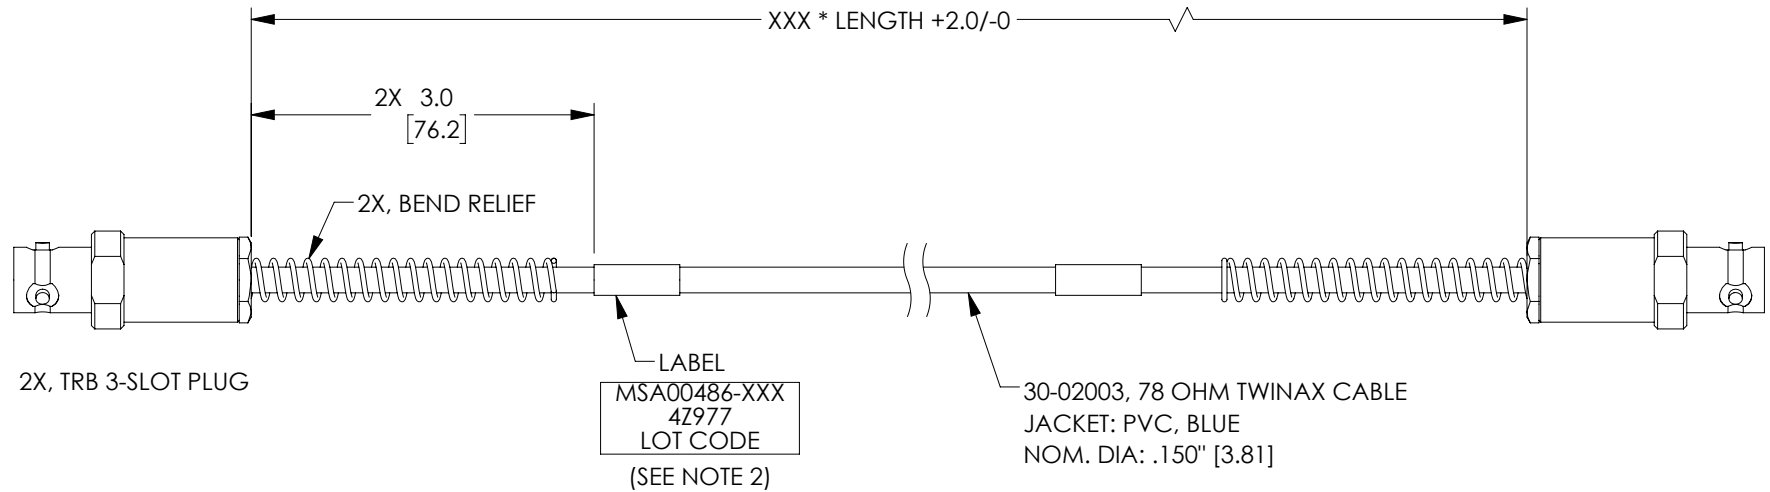 XXX * LENGTH +2.0/-0
2X 3.0
[76.2]
2X, BEND RELIEF
2X, TRB 3-SLOT PLUG
LABEL
MSA00486-XXX
4Z977
LOT CODE
(SEE NOTE 2)
30-02003, 78 OHM TWINAX CABLE
JACKET: PVC, BLUE
NOM. DIA: .150" [3.81]